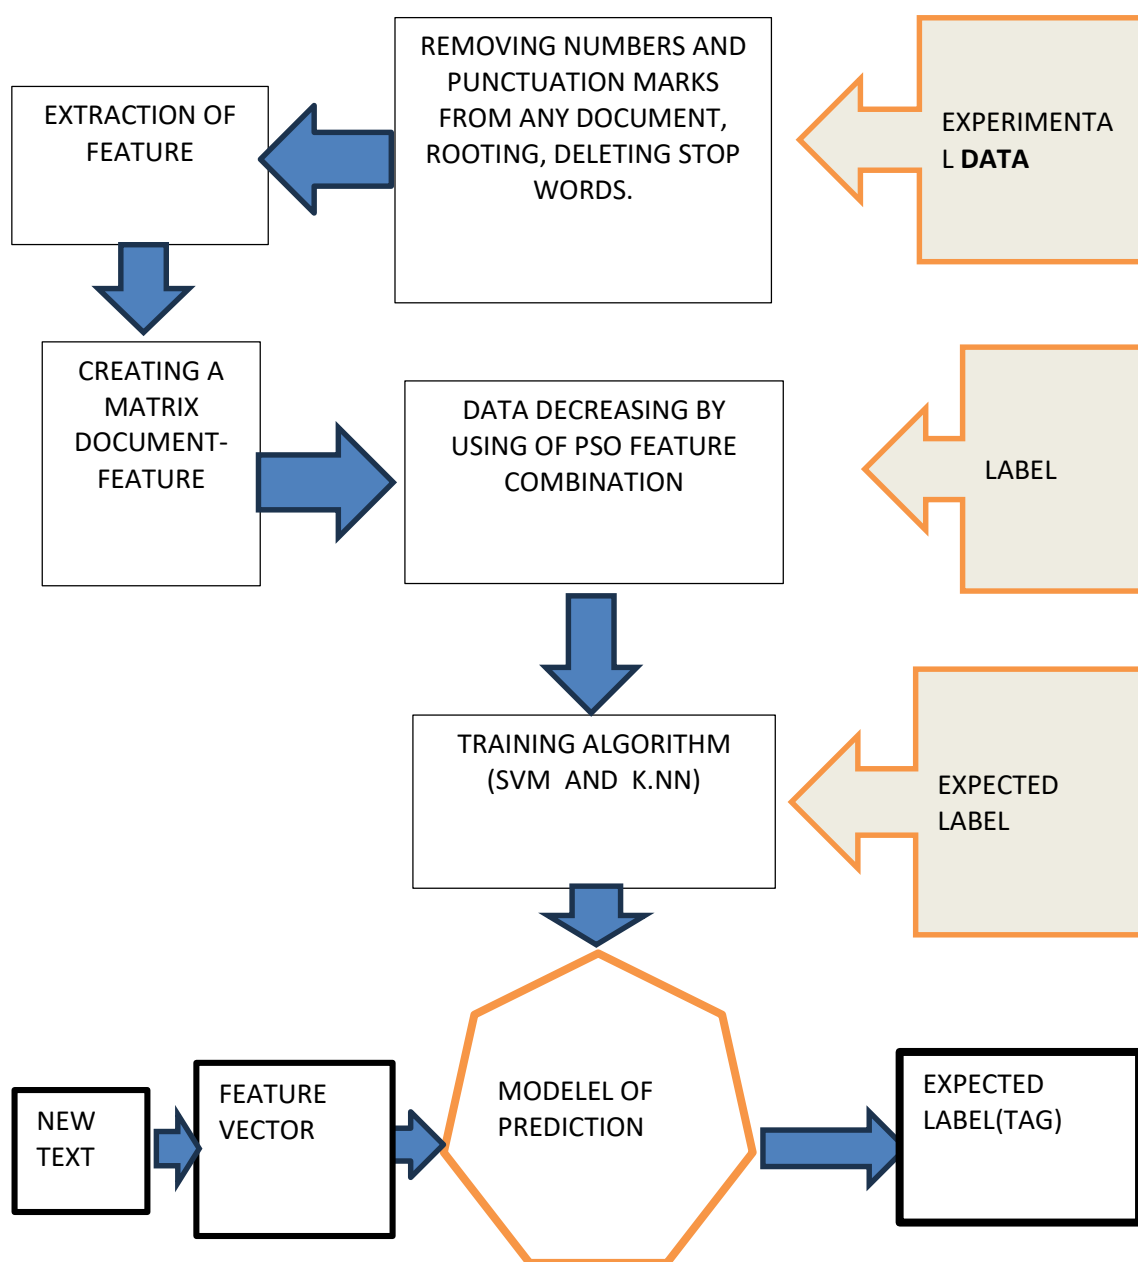 REMOVING NUMBERS AND
PUNCTUATION MARKS
FROM ANY DOCUMENT,
ROOTING, DELETING STOP
WORDS.
EXTRACTION OF
FEATURE
EXPERIMENTA
L DATA
CREATING A
MATRIX
DOCUMENT-
FEATURE
DATA DECREASING BY
USING OF PSO FEATURE
COMBINATION
LABEL
TRAINING ALGORITHM
(SVM AND K.NN)
EXPECTED
LABEL
NEW
TEXT
FEATURE
VECTOR
MODELEL OF
PREDICTION
EXPECTED
LABEL(TAG)